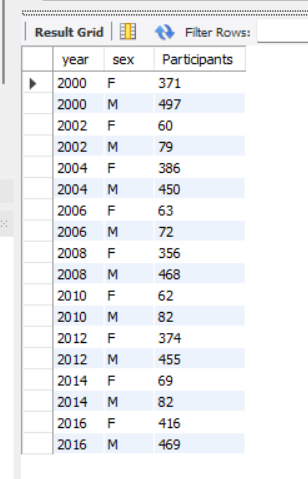 Result Grid Filter Rows:
year sex Participants
2000 F 371
2000 M 497
2002 F 60
2002 M 79
2004 F 386
2004 M 450
2006 F 63
2006 M 72
2008 F 356
2008 M 468
2010 F 62
2010 M 82
2012 F 374
2012 M 455
2014 F 69
2014 M 82
2016 F 416
2016 M 469